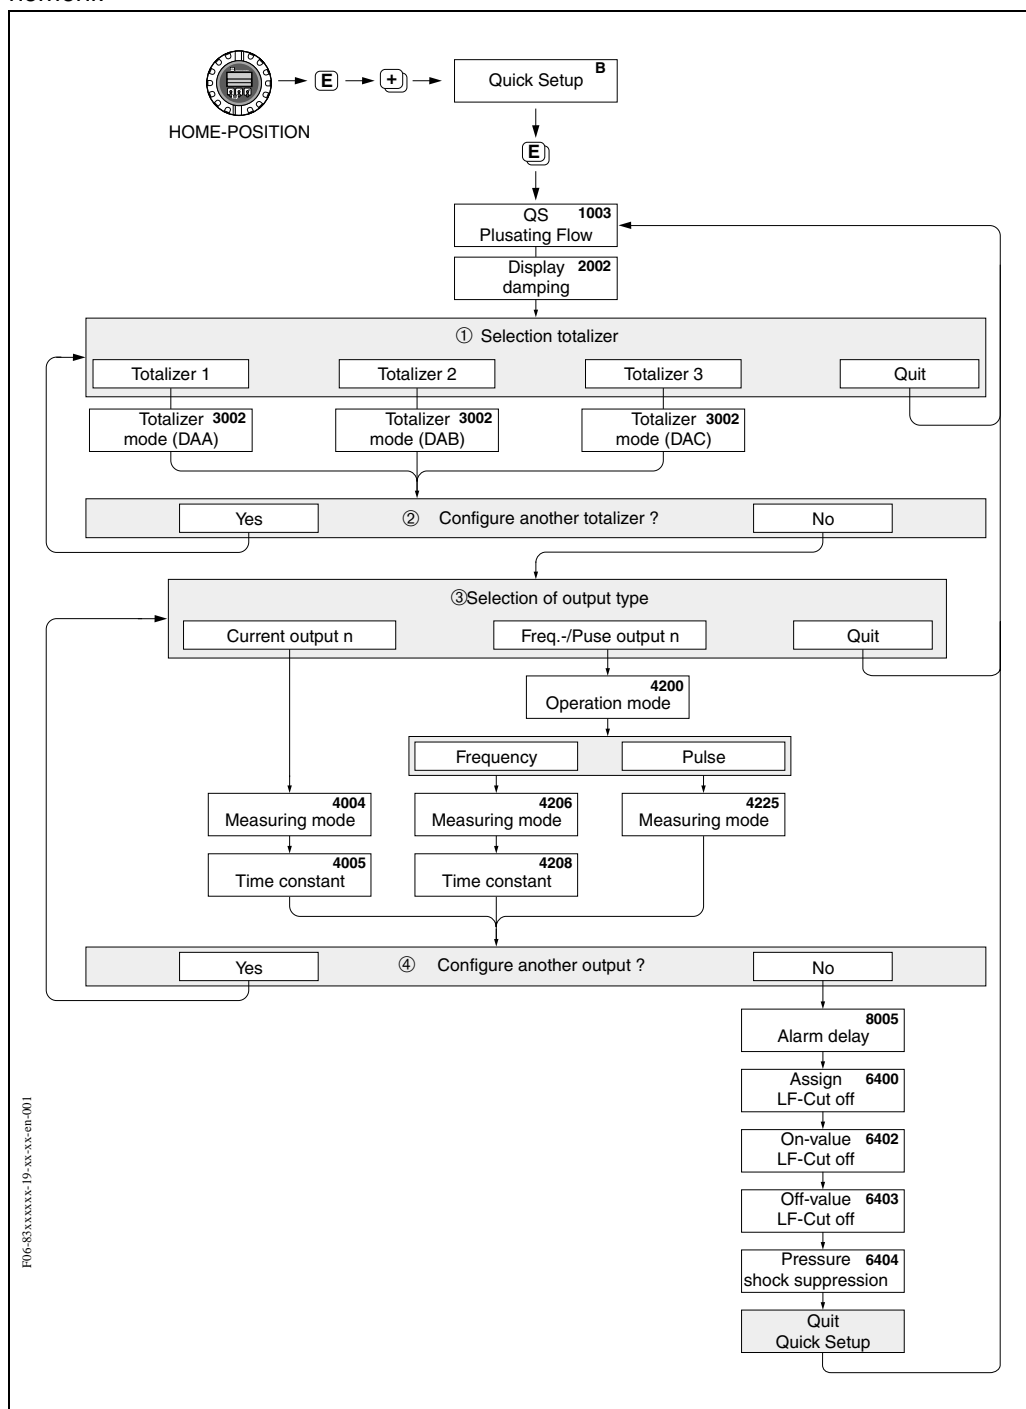 E
+
Quick Setup B
HOME-POSITION
E
QS 1003
Plusating Flow
Display 2002
damping
① Selection totalizer
Totalizer 1
Totalizer 2
Totalizer 3
Quit
Totalizer 3002
mode (DAA)
Totalizer 3002
mode (DAB)
Totalizer 3002
mode (DAC)
Yes
② Configure another totalizer ?
No
③Selection of output type
Current output n
Freq.-/Puse output n
Quit
4200
Operation mode
Frequency
Pulse
4004
Measuring mode
4206
Measuring mode
4225
Measuring mode
4005
Time constant
4208
Time constant
Yes
④ Configure another output ?
No
8005
Alarm delay
Assign 6400
LF-Cut off
On-value 6402
LF-Cut off
Off-value 6403
LF-Cut off
Pressure 6404
shock suppression
Quit
Quick Setup
F06-83xxxxxx-19-xx-xx-en-001